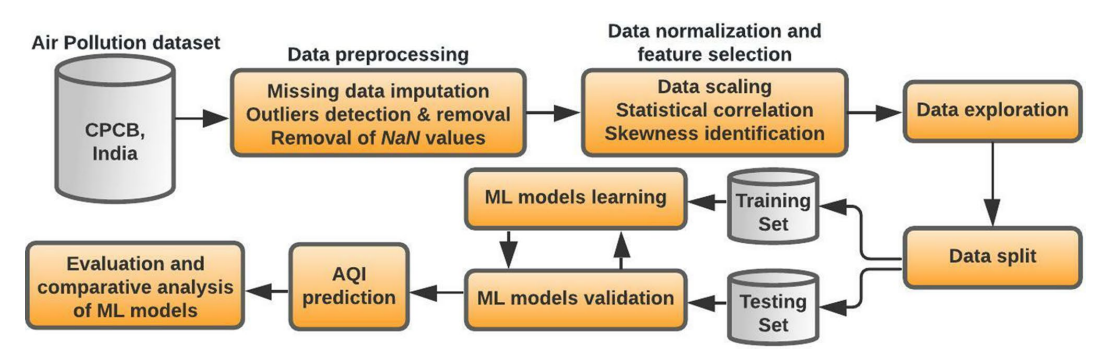 Air Pollution dataset
CPCB,
India
Data preprocessing
Missing data imputation
Outliers detection & removal
Removal of NaN values
Data normalization and
feature selection
Data scaling
Statistical correlation
Skewness identification
Data exploration
Data split
Training
Set
Testing
Set
ML models learning
ML models validation
AQI
prediction
Evaluation and
comparative analysis
of ML models